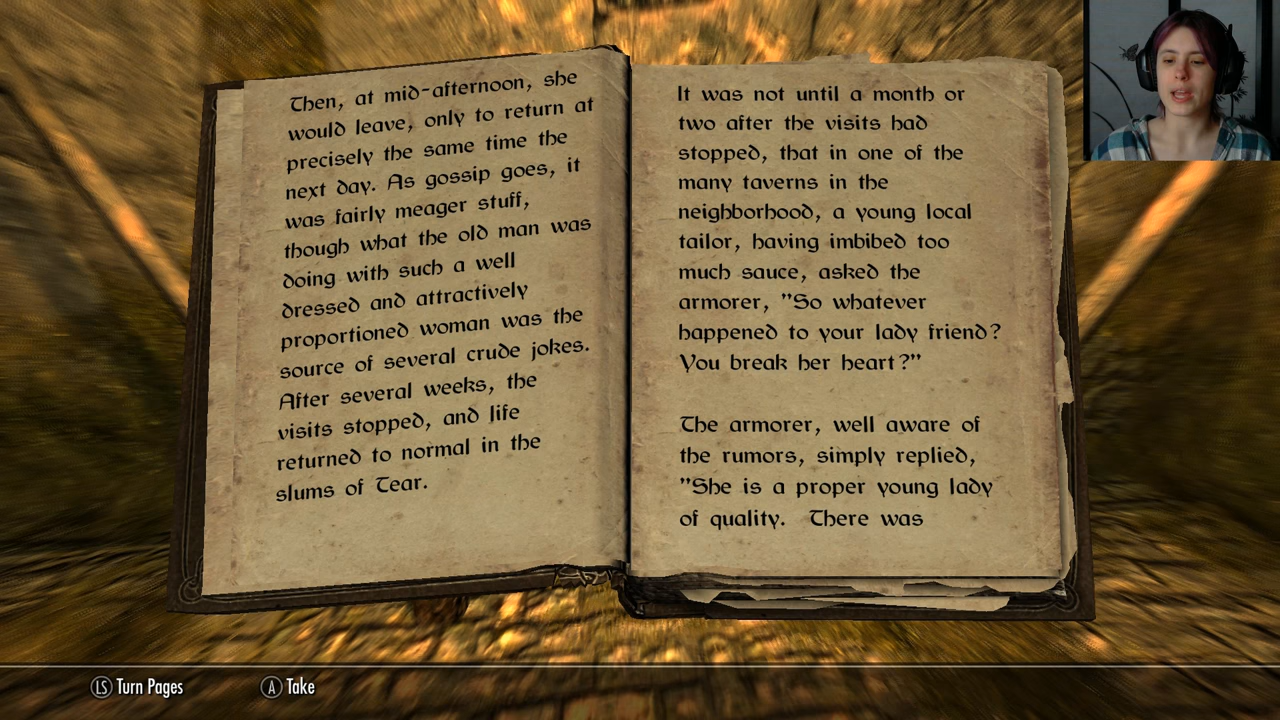 Then, at mid-afternoon, she
would leave, only to return at
precisely the same time the
next day. As gossip goes, it
was fairly meager stuff,
though what the old man was
doing with such a well
dressed and attractively
proportioned woman was the
source of several crude jokes.
After several weeks, the
visits stopped, and life
returned to normal in the
slums of Tear.
It was not until a month or
two after the visits had
stopped, that in one of the
many taverns in the
neighborhood, a young local
tailor, having imbibed too
much sauce, asked the
armorer, "So whatever
happened to your lady friend?
You break her heart?"
The armorer, well aware of
the rumors, simply replied,
"She is a proper young lady
of quality.  There was
LS Turn Pages
A Take